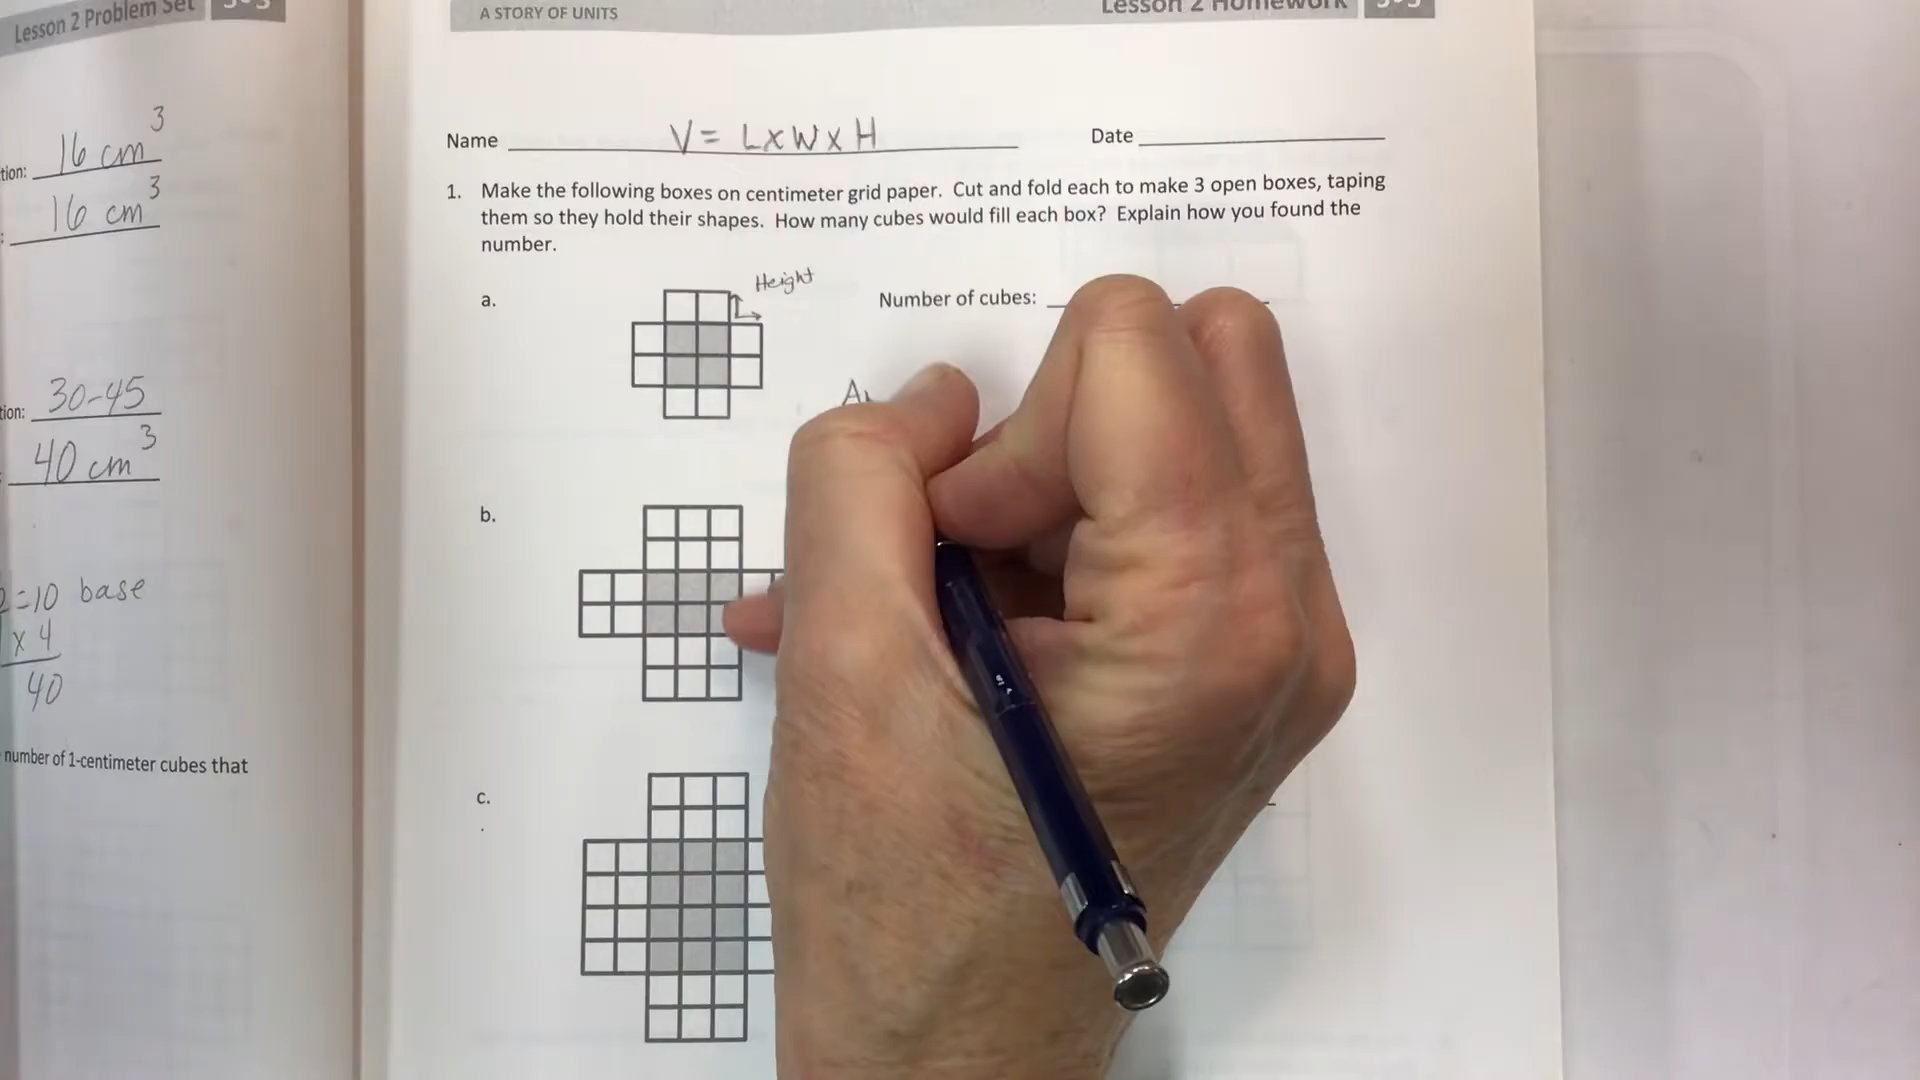 Lesson 2 Problem Set
16 cm³
tion:
16 cm³
:
30-45
tion:
40 cm³
=10 base
x 4
40
number of 1-centimeter cubes that
A STORY OF UNITS
Lesson 2 Homework
Name V = L x W x H Date
1. Make the following boxes on centimeter grid paper. Cut and fold each to make 3 open boxes, taping
them so they hold their shapes. How many cubes would fill each box? Explain how you found the
number.
Height
a. Number of cubes:
b.
c.